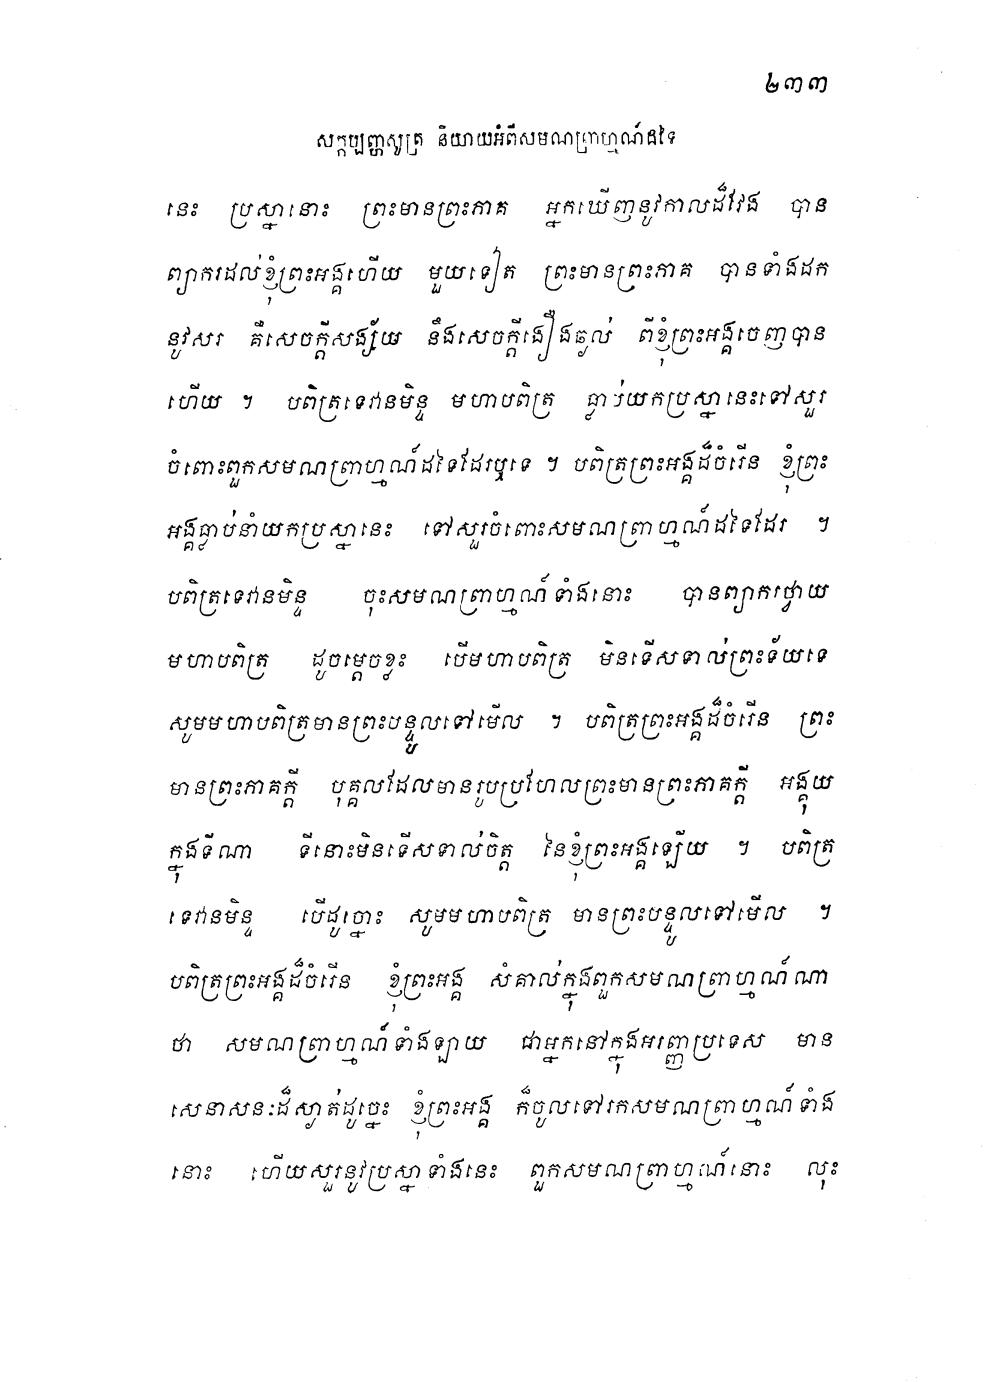 ២៣៣
សក្កប្បញ្ហសូត្រ និយាយអំពីសមណព្រាហ្មណ៍ដទៃ
នេះ ប្រស្នានោះ ព្រះមានព្រះភាគ អ្នកឃើញនូវកាលដ៏វែង បាន
ព្យាករដល់ខ្ញុំព្រះអង្គហើយ មួយទៀត ព្រះមានព្រះភាគ បានទាំងដក
នូវសរ គឺសេចក្តីសង្ស័យ នឹងសេចក្តីងឿងឆ្ងល់ ពីខ្ញុំព្រះអង្គចេញបាន
ហើយ ។ បពិត្រទេវានមិន្ទ មហាបពិត្រ ធ្លាប់យកប្រស្នានេះទៅសួរ
ចំពោះពួកសមណព្រាហ្មណ៍ដទៃដែរឬទេ ។ បពិត្រព្រះអង្គដ៏ចំរើន ខ្ញុំព្រះ
អង្គធ្លាប់នាំយកប្រស្នានេះ ទៅសួរចំពោះសមណព្រាហ្មណ៍ដទៃដែរ ។
បពិត្រទេវានមិន្ទ ចុះសមណព្រាហ្មណ៍ទាំងនោះ បានព្យាករថ្វាយ
មហាបពិត្រ ដូចម្តេចខ្លះ បើមហាបពិត្រ មិនទើសទាល់ព្រះទ័យទេ
សូមមហាបពិត្រមានព្រះបន្ទូលទៅមើល ។ បពិត្រព្រះអង្គដ៏ចំរើន ព្រះ
មានព្រះភាគក្តី បុគ្គលដែលមានរូបប្រហែលព្រះមានព្រះភាគក្តី អង្គុយ
ក្នុងទីណា ទីនោះមិនទើសទាល់ចិត្ត នៃខ្ញុំព្រះអង្គឡើយ ។ បពិត្រ
ទេវានមិន្ទ បើដូច្នោះ សូមមហាបពិត្រ មានព្រះបន្ទូលទៅមើល ។
បពិត្រព្រះអង្គដ៏ចំរើន ខ្ញុំព្រះអង្គ សំគាល់ក្នុងពួកសមណព្រាហ្មណ៍ណា
ថា សមណព្រាហ្មណ៍ទាំងឡាយ ជាអ្នកនៅក្នុងអរញ្ញប្រទេស មាន
សេនាសនៈដ៏ស្ងាត់ដូច្នេះ ខ្ញុំព្រះអង្គ ក៏ចូលទៅរកសមណព្រាហ្មណ៍ទាំង
នោះ ហើយសួរនូវប្រស្នាទាំងនេះ ពួកសមណព្រាហ្មណ៍នោះ លុះ